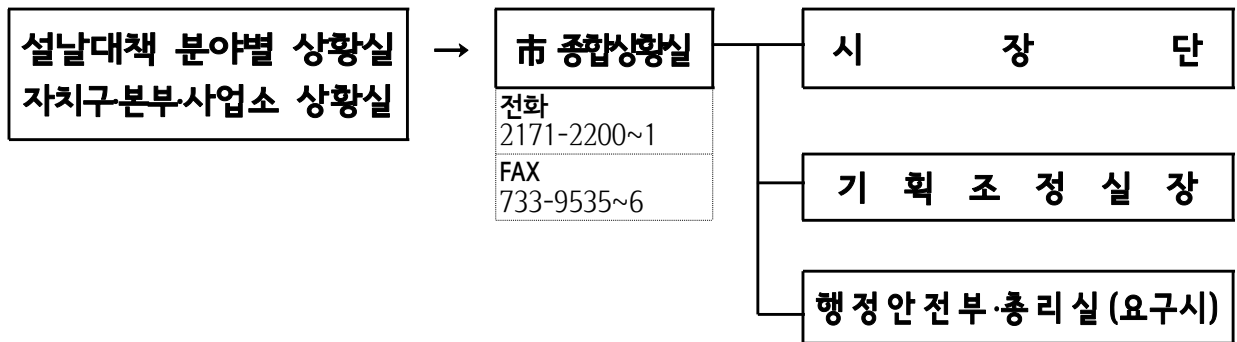 설날대책 분야별 상황실
자치구·본부·사업소 상황실
→
市 종합상황실
전화
2171-2200~1
FAX
733-9535~6
시 장 단
기 획 조 정 실 장
행정안전부·총리실(요구시)